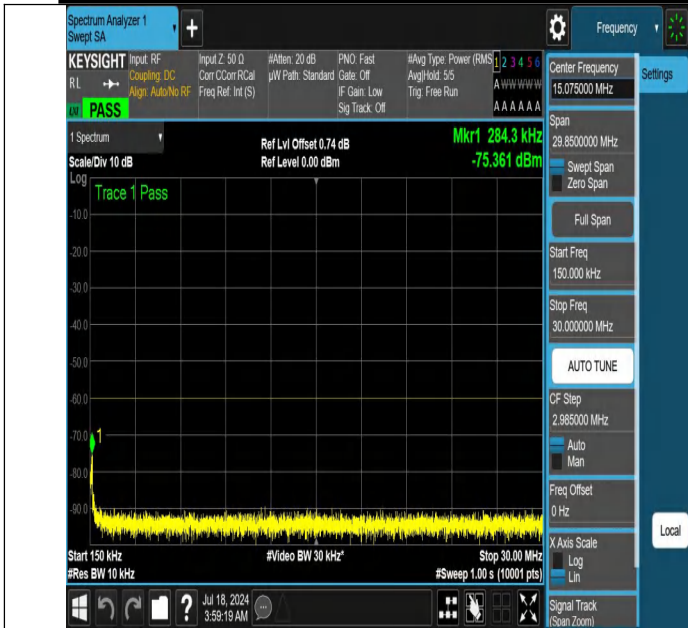 Spectrum Analyzer 1
Swept SA
+
Frequency
KEYSIGHT
RL
LXI
PASS
Input: RF
Coupling: DC
Align: Auto/No RF
Input Z: 50 Ω
Corr CCorr RCal
Freq Ref: Int (S)
#Atten: 20 dB
µW Path: Standard
PNO: Fast
Gate: Off
IF Gain: Low
Sig Track: Off
#Avg Type: Power (RMS
Avg|Hold: 5/5
Trig: Free Run
1 2 3 4 5 6
A W W W W W
A A A A A A
1 Spectrum
Scale/Div 10 dB
Ref Lvl Offset 0.74 dB
Ref Level 0.00 dBm
Mkr1 284.3 kHz
-75.361 dBm
Log
Trace 1 Pass
-10.0
-20.0
-30.0
-40.0
-50.0
-60.0
-70.0
1
-80.0
-90.0
Start 150 kHz
#Res BW 10 kHz
#Video BW 30 kHz*
Stop 30.00 MHz
#Sweep 1.00 s (10001 pts)
?
Jul 18, 2024
3:59:19 AM
Center Frequency
15.075000 MHz
Settings
Span
29.8500000 MHz
Swept Span
Zero Span
Full Span
Start Freq
150.000 kHz
Stop Freq
30.000000 MHz
AUTO TUNE
CF Step
2.985000 MHz
Auto
Man
Freq Offset
0 Hz
Local
X Axis Scale
Log
Lin
Signal Track
(Span Zoom)